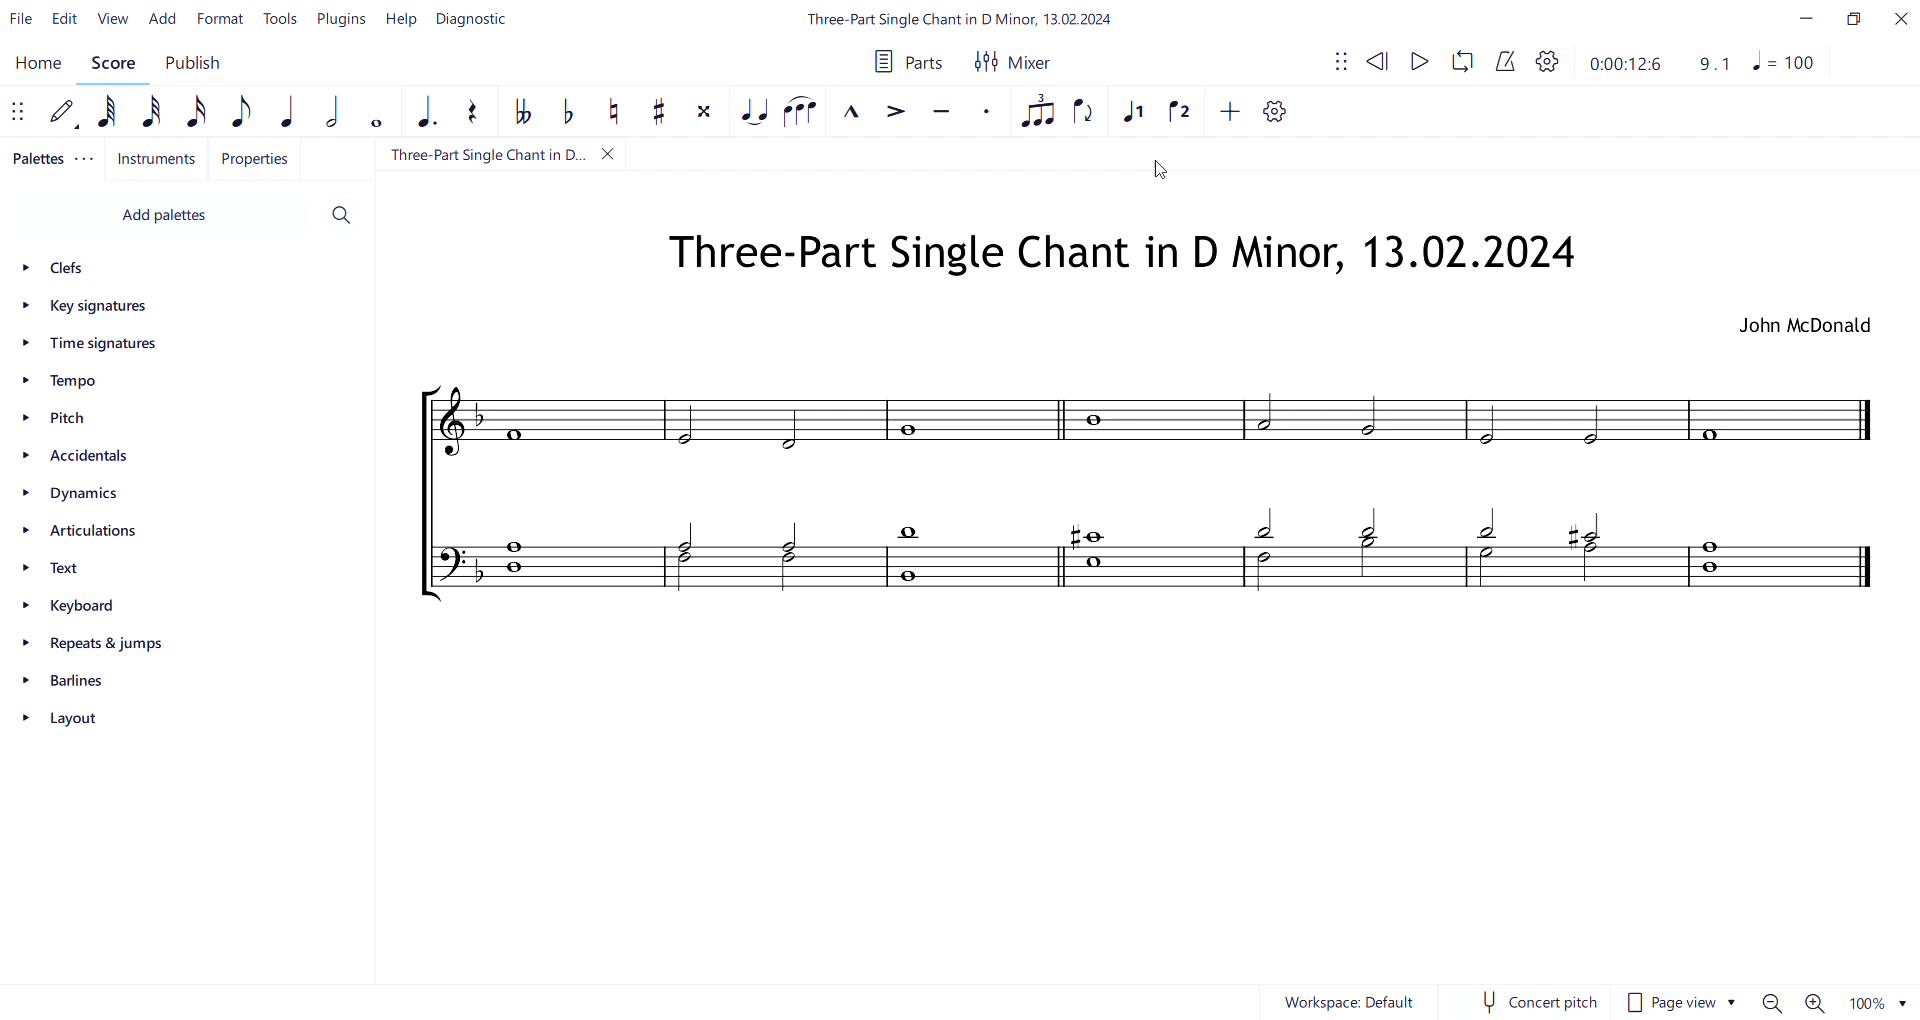 File Edit View Add Format Tools Plugins Help Diagnostic Three-Part Single Chant in D Minor, 13.02.2024
Home Score Publish Parts Mixer 0:00:12:6 9 . 1 = 100
3 1 2
Palettes ··· Instruments Properties Three-Part Single Chant in D...
Add palettes
Clefs
Key signatures
Time signatures
Tempo
Pitch
Accidentals
Dynamics
Articulations
Text
Keyboard
Repeats & jumps
Barlines
Layout
Three-Part Single Chant in D Minor, 13.02.2024
John McDonald
Workspace: Default Concert pitch Page view 100%